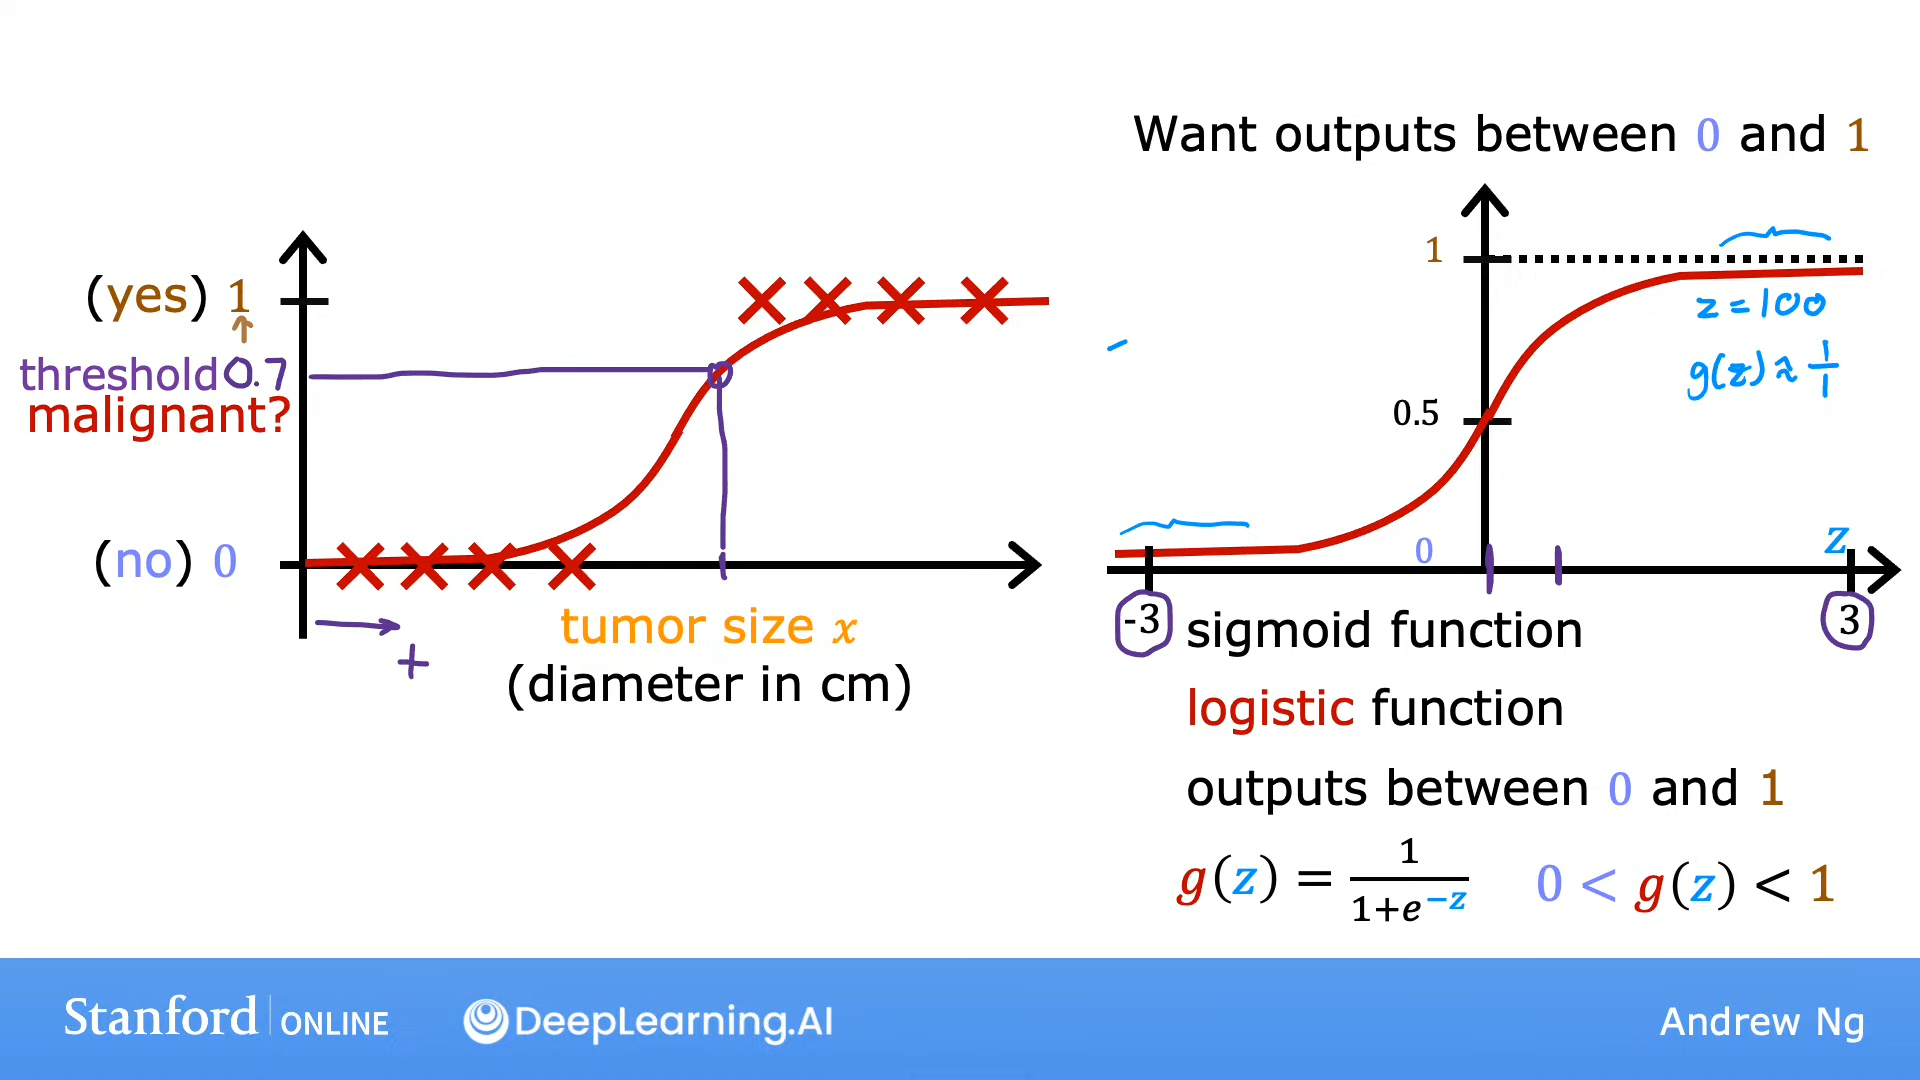 Want outputs between 0 and 1
(yes) 1
threshold 0.7
malignant?
(no) 0
+
tumor size x
(diameter in cm)
1
z = 100
g(z) ≈ 1/1
0.5
0
z
-3
3
sigmoid function
logistic function
outputs between 0 and 1
g(z) = 1/(1+e^{-z}) 0 < g(z) < 1
Stanford ONLINE DeepLearning.AI Andrew Ng